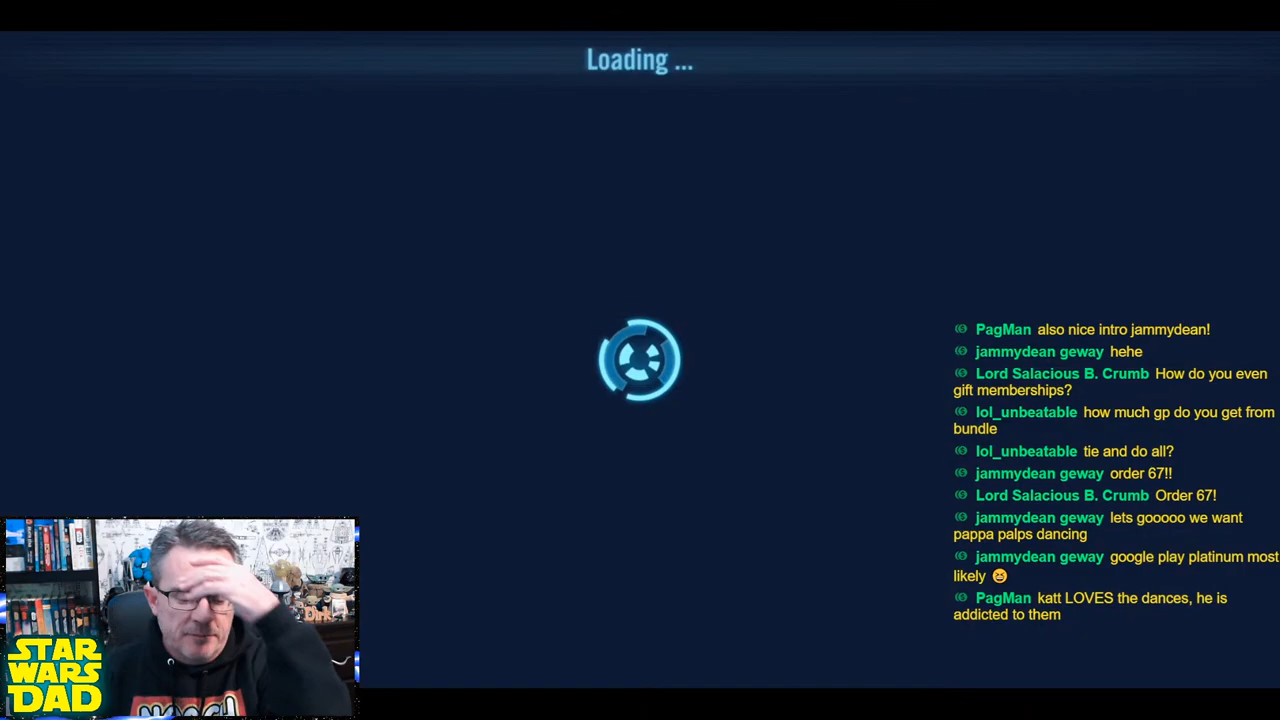 Loading ...
PagMan also nice intro jammydean!
jammydean geway hehe
Lord Salacious B. Crumb How do you even
gift memberships?
lol_unbeatable how much gp do you get from
bundle
lol_unbeatable tie and do all?
jammydean geway order 67!!
Lord Salacious B. Crumb Order 67!
jammydean geway lets gooooo we want
pappa palps dancing
jammydean geway google play platinum most
likely 😆
PagMan katt LOVES the dances, he is
addicted to them
STAR
WARS
DAD